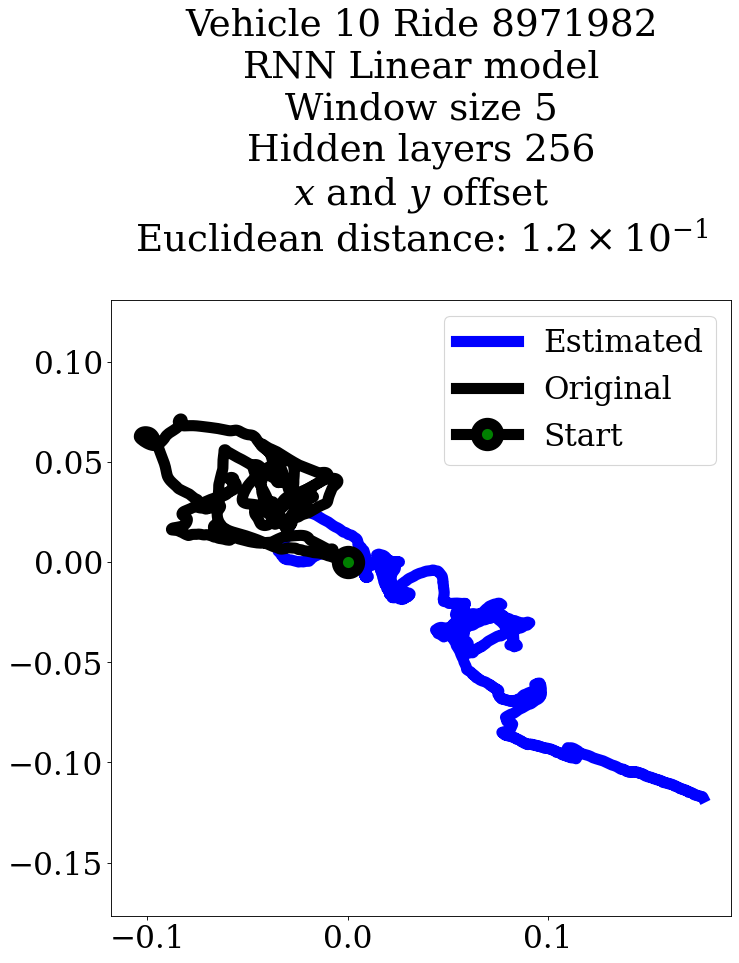 Vehicle 10 Ride 8971982
RNN Linear model
Window size 5
Hidden layers 256
x and y offset
Euclidean distance: 1.2 × 10⁻¹
Estimated
Original
Start
0.10
0.05
0.00
−0.05
−0.10
−0.15
−0.1 0.0 0.1